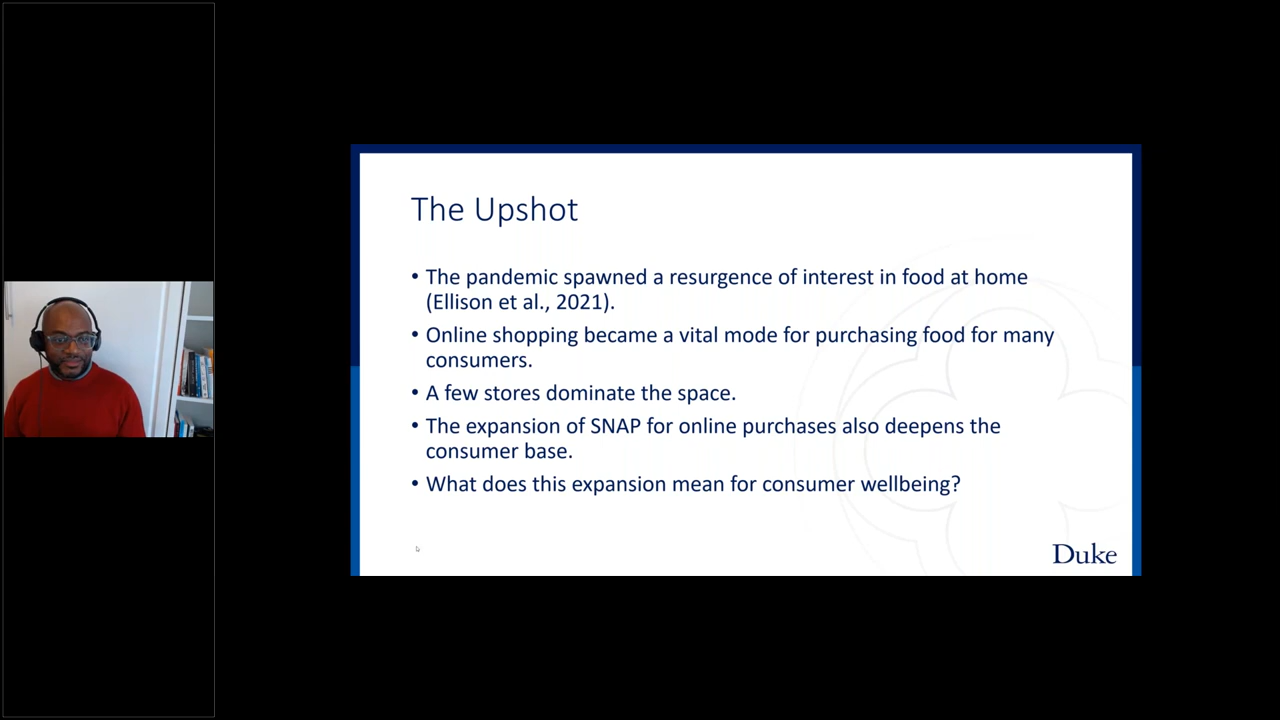 The Upshot
• The pandemic spawned a resurgence of interest in food at home
(Ellison et al., 2021).
• Online shopping became a vital mode for purchasing food for many
consumers.
• A few stores dominate the space.
• The expansion of SNAP for online purchases also deepens the
consumer base.
• What does this expansion mean for consumer wellbeing?
Duke